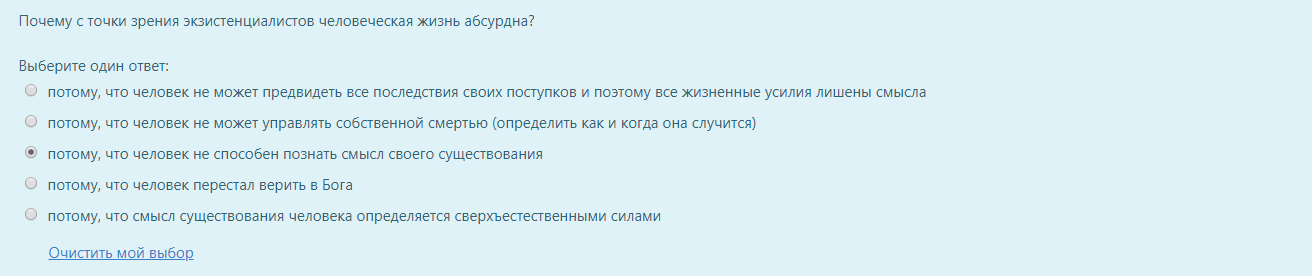 Почему с точки зрения экзистенциалистов человеческая жизнь абсурдна?
Выберите один ответ:
потому, что человек не может предвидеть все последствия своих поступков и поэтому все жизненные усилия лишены смысла
потому, что человек не может управлять собственной смертью (определить как и когда она случится)
потому, что человек не способен познать смысл своего существования
потому, что человек перестал верить в Бога
потому, что смысл существования человека определяется сверхъестественными силами
Очистить мой выбор